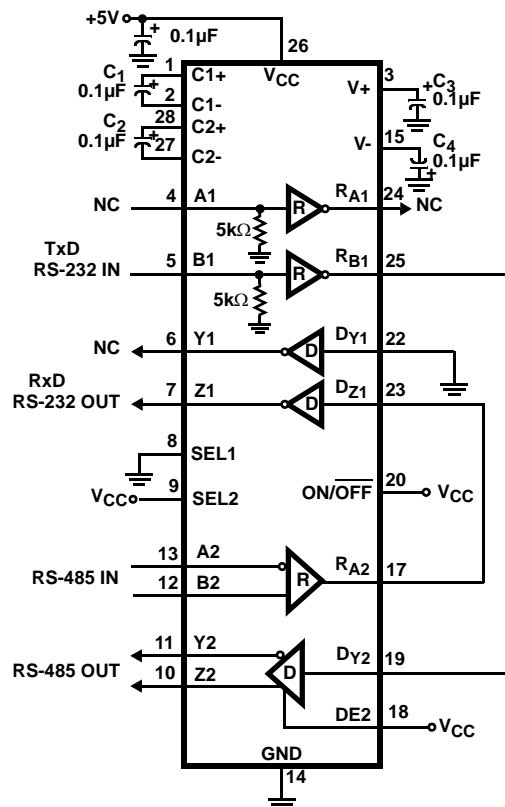 +5V
0.1µF
26
VCC
1
C1+
C1
0.1µF
2
C1-
28
C2+
C2
0.1µF
27
C2-
3
V+
C3
0.1µF
15
V-
C4
0.1µF
NC
4
A1
R
RA1
24
NC
5kΩ
TxD
RS-232 IN
5
B1
R
RB1
25
5kΩ
NC
6
Y1
D
DY1
22
RxD
RS-232 OUT
7
Z1
D
DZ1
23
8
SEL1
VCC
9
SEL2
ON/OFF
20
VCC
RS-485 IN
13
A2
12
B2
R
RA2
17
RS-485 OUT
11
Y2
10
Z2
D
DY2
19
DE2
18
VCC
GND
14